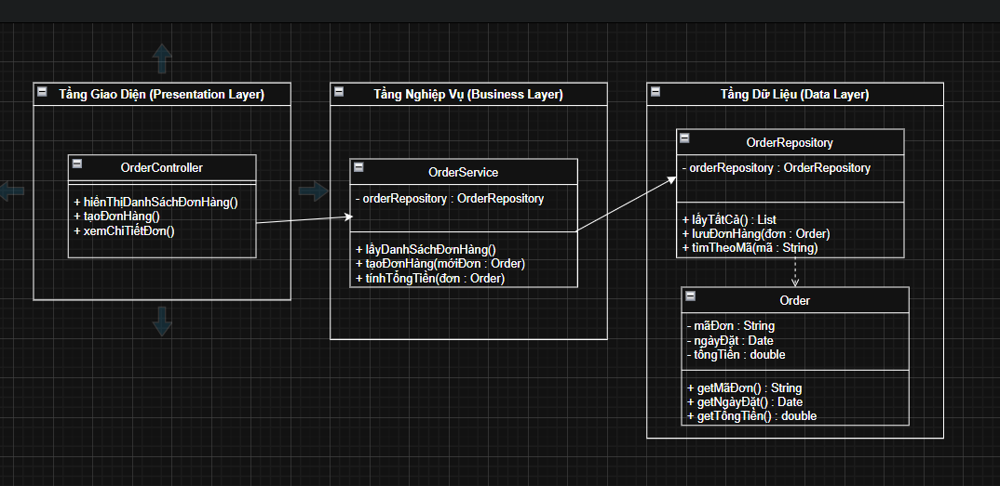 Tầng Giao Diện (Presentation Layer)
OrderController
+ hiểnThịDanhSáchĐơnHàng()
+ tạoĐơnHàng()
+ xemChiTiếtĐơn()
Tầng Nghiệp Vụ (Business Layer)
OrderService
- orderRepository : OrderRepository
+ lấyDanhSáchĐơnHàng()
+ tạoĐơnHàng(mớiĐơn : Order)
+ tínhTổngTiền(đơn : Order)
Tầng Dữ Liệu (Data Layer)
OrderRepository
- orderRepository : OrderRepository
+ lấyTấtCả() : List
+ lưuĐơnHàng(đơn : Order)
+ tìmTheoMã(mã : String)
Order
- mãĐơn : String
- ngàyĐặt : Date
- tổngTiền : double
+ getMãĐơn() : String
+ getNgàyĐặt() : Date
+ getTổngTiền() : double